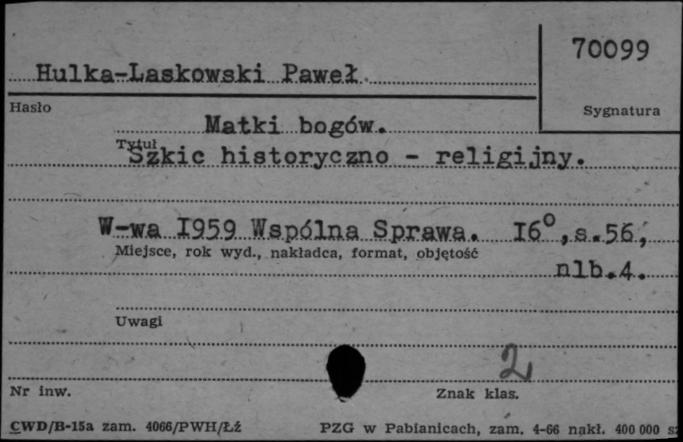 70099
Hulka-Laskowski Paweł.
Hasło
Sygnatura
Matki bogów.
Tytuł
Szkic historyczno - religijny.
W-wa I959 Wspólna Sprawa. I6°,s.56,
Miejsce, rok wyd., nakładca, format, objętość
nlb.4.
Uwagi
2
Nr inw.
Znak klas.
CWD/B-15a zam. 4066/PWH/Łź PZG w Pabianicach, zam. 4-66 nakł. 400 000